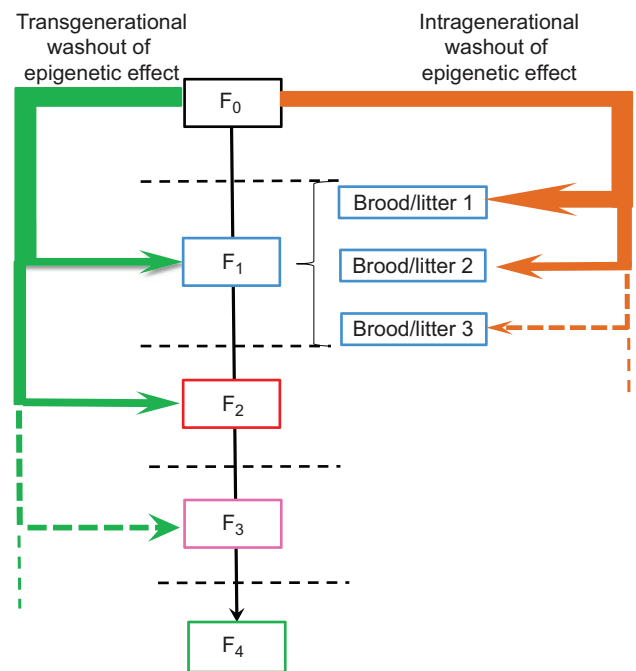 Transgenerational
washout of
epigenetic effect
Intragenerational
washout of
epigenetic effect
F₀
Brood/litter 1
F₁
Brood/litter 2
Brood/litter 3
F₂
F₃
F₄